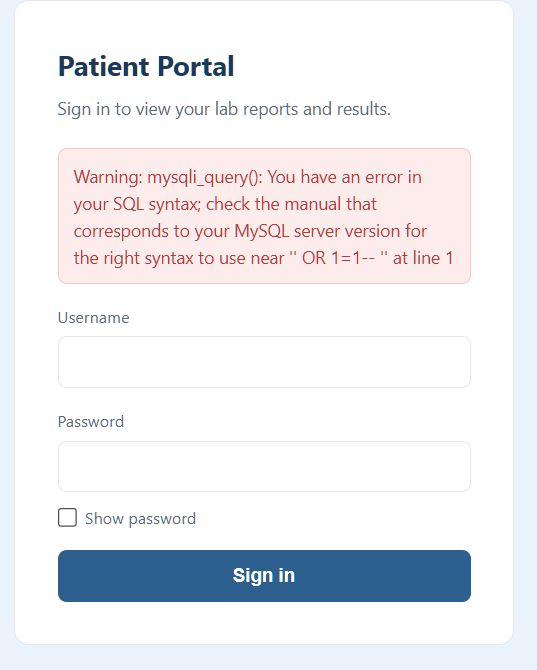 Patient Portal
Sign in to view your lab reports and results.
Warning: mysqli_query(): You have an error in
your SQL syntax; check the manual that
corresponds to your MySQL server version for
the right syntax to use near '' OR 1=1-- '' at line 1
Username
Password
Show password
Sign in